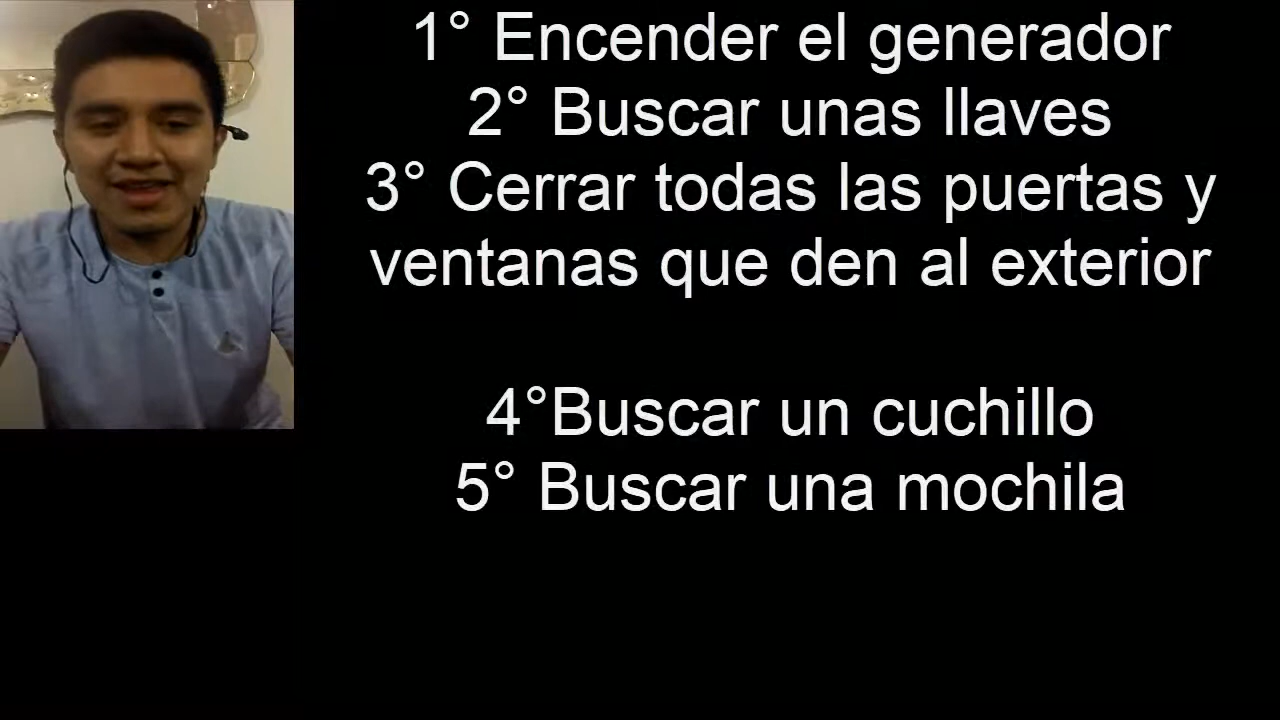 1° Encender el generador
2° Buscar unas llaves
3° Cerrar todas las puertas y
ventanas que den al exterior
4°Buscar un cuchillo
5° Buscar una mochila